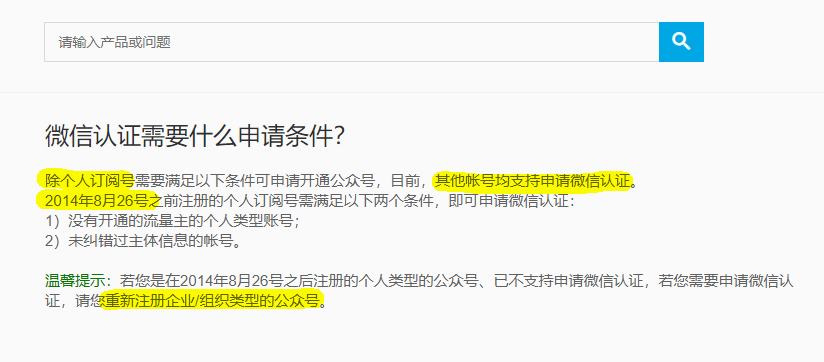 请输入产品或问题
微信认证需要什么申请条件？
除个人订阅号需要满足以下条件可申请开通公众号，目前，其他帐号均支持申请微信认证。
2014年8月26号之前注册的个人订阅号需满足以下两个条件，即可申请微信认证：
1）没有开通的流量主的个人类型账号；
2）未纠错过主体信息的帐号。
温馨提示：若您是在2014年8月26号之后注册的个人类型的公众号、已不支持申请微信认证，若您需要申请微信认
证，请您重新注册企业/组织类型的公众号。